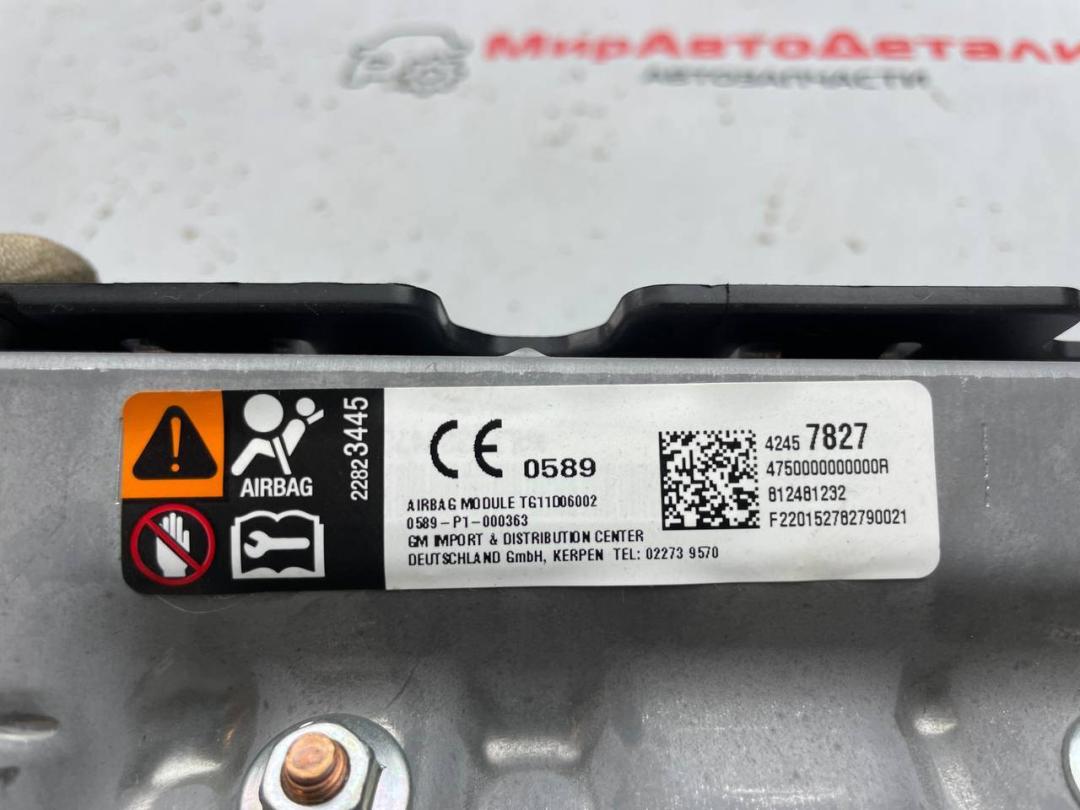 МирАвтоДетали
АВТОЗАПЧАСТИ
AIRBAG
22823445
CE 0589
AIRBAG MODULE TG11D06002
0589-P1-000363
GM IMPORT & DISTRIBUTION CENTER
DEUTSCHLAND GmbH, KERPEN TEL: 02273 9570
4245 7827
4750000000000A
812481232
F220152782790021